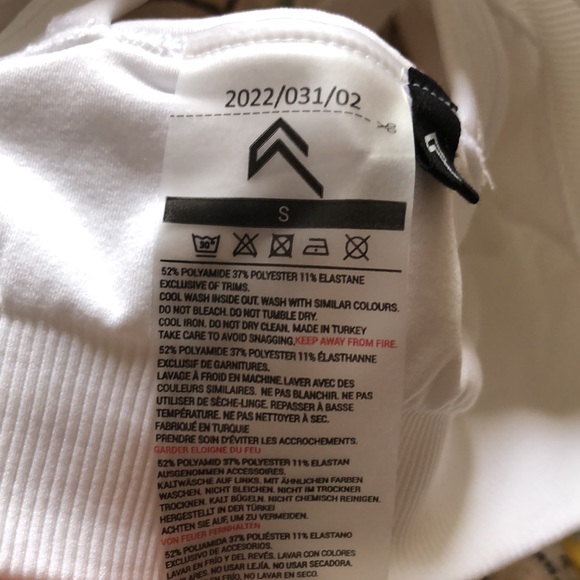 2022/031/02
S
30°
52% POLYAMIDE 37% POLYESTER 11% ELASTANE
EXCLUSIVE OF TRIMS.
COOL WASH INSIDE OUT. WASH WITH SIMILAR COLOURS.
DO NOT BLEACH. DO NOT TUMBLE DRY.
COOL IRON. DO NOT DRY CLEAN. MADE IN TURKEY
TAKE CARE TO AVOID SNAGGING.KEEP AWAY FROM FIRE.
52% POLYAMIDE 37% POLYESTER 11% ÉLASTHANNE
EXCLUSIF DE GARNITURES.
LAVAGE À FROID EN MACHINE.LAVER AVEC DES
COULEURS SIMILAIRES. NE PAS BLANCHIR. NE PAS
UTILISER DE SÈCHE-LINGE. REPASSER À BASSE
TEMPÉRATURE. NE PAS NETTOYER À SEC.
FABRIQUÉ EN TURQUIE
PRENDRE SOIN D'ÉVITER LES ACCROCHEMENTS.
GARDER ELOIGNE DU FEU
52% POLYAMID 37% POLYESTER 11% ELASTAN
AUSGENOMMEN ACCESSOIRES.
KALTWÄSCHE AUF LINKS. MIT ÄHNLICHEN FARBEN
WASCHEN. NICHT BLEICHEN. NICHT IM TROCKNER
TROCKNEN. KALT BÜGELN. NICHT CHEMISCH REINIGEN.
HERGESTELLT IN DER TÜRKEI
ACHTEN SIE AUF, UM ZU VERMEIDEN.
VON FEUER FERNHALTEN
52% POLIAMIDA 37% POLIÉSTER 11% ELASTANO
EXCLUSIVO DE ACCESORIOS.
LAVAR EN FRÍO Y DEL REVÉS. LAVAR CON COLORES
NO USAR LEJÍA. NO USAR SECADORA.